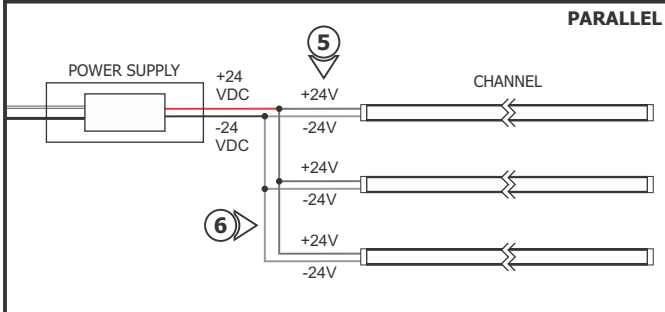 PARALLEL
5
POWER SUPPLY
+24
VDC
-24
VDC
CHANNEL
+24V
-24V
+24V
-24V
6
+24V
-24V